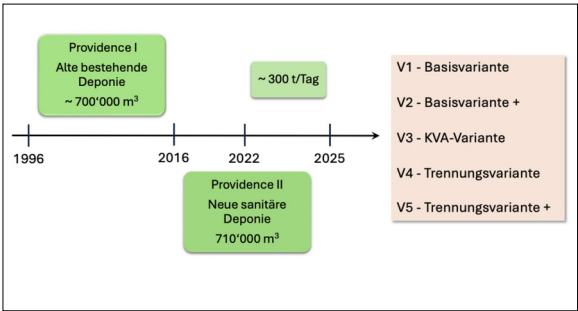 Providence I
Alte bestehende
Deponie
~ 700'000 m³
~ 300 t/Tag
1996
2016
2022
2025
Providence II
Neue sanitäre
Deponie
710'000 m³
V1 - Basisvariante
V2 - Basisvariante +
V3 - KVA-Variante
V4 - Trennungsvariante
V5 - Trennungsvariante +